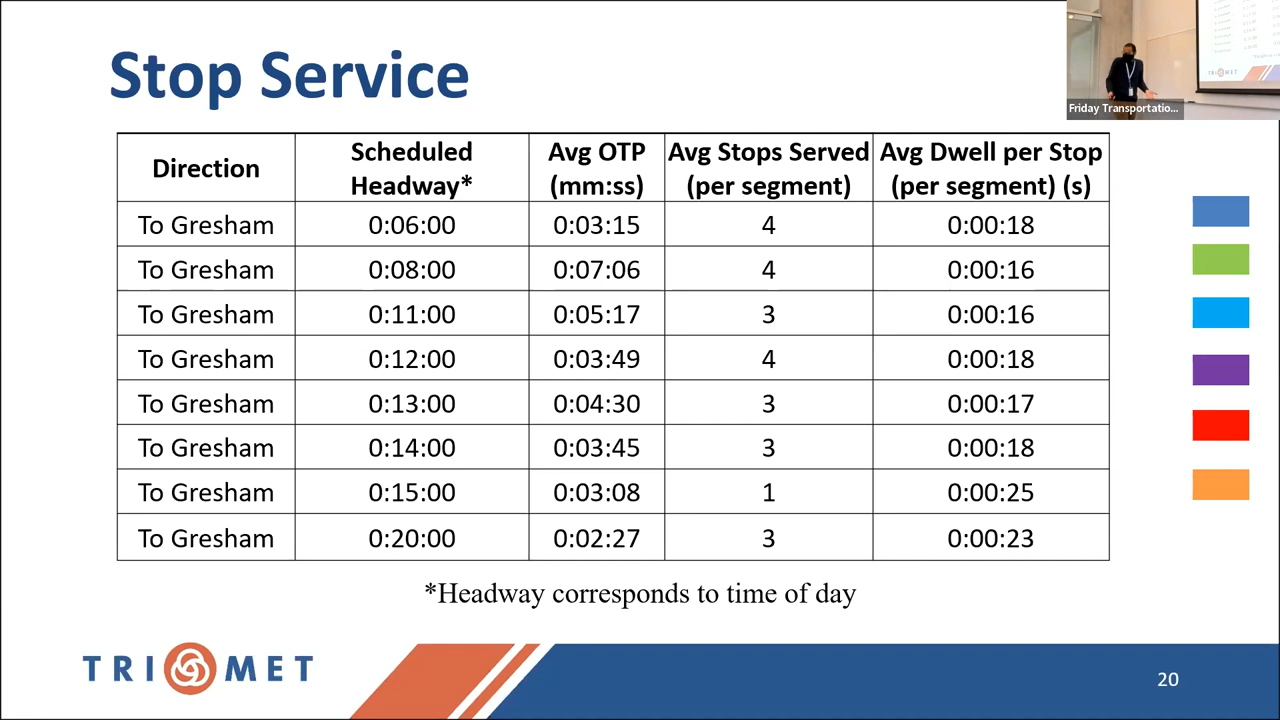 Stop Service
Direction Scheduled Headway* Avg OTP (mm:ss) Avg Stops Served (per segment) Avg Dwell per Stop (per segment) (s)
To Gresham 0:06:00 0:03:15 4 0:00:18
To Gresham 0:08:00 0:07:06 4 0:00:16
To Gresham 0:11:00 0:05:17 3 0:00:16
To Gresham 0:12:00 0:03:49 4 0:00:18
To Gresham 0:13:00 0:04:30 3 0:00:17
To Gresham 0:14:00 0:03:45 3 0:00:18
To Gresham 0:15:00 0:03:08 1 0:00:25
To Gresham 0:20:00 0:02:27 3 0:00:23
*Headway corresponds to time of day
TRI MET
20
Friday Transportatio...
TRI MET